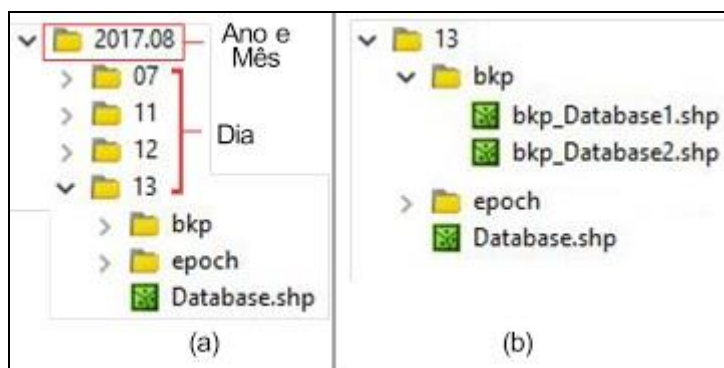 2017.08
Ano e
Mês
07
11
Dia
12
13
bkp
epoch
Database.shp
(a)
13
bkp
bkp_Database1.shp
bkp_Database2.shp
epoch
Database.shp
(b)